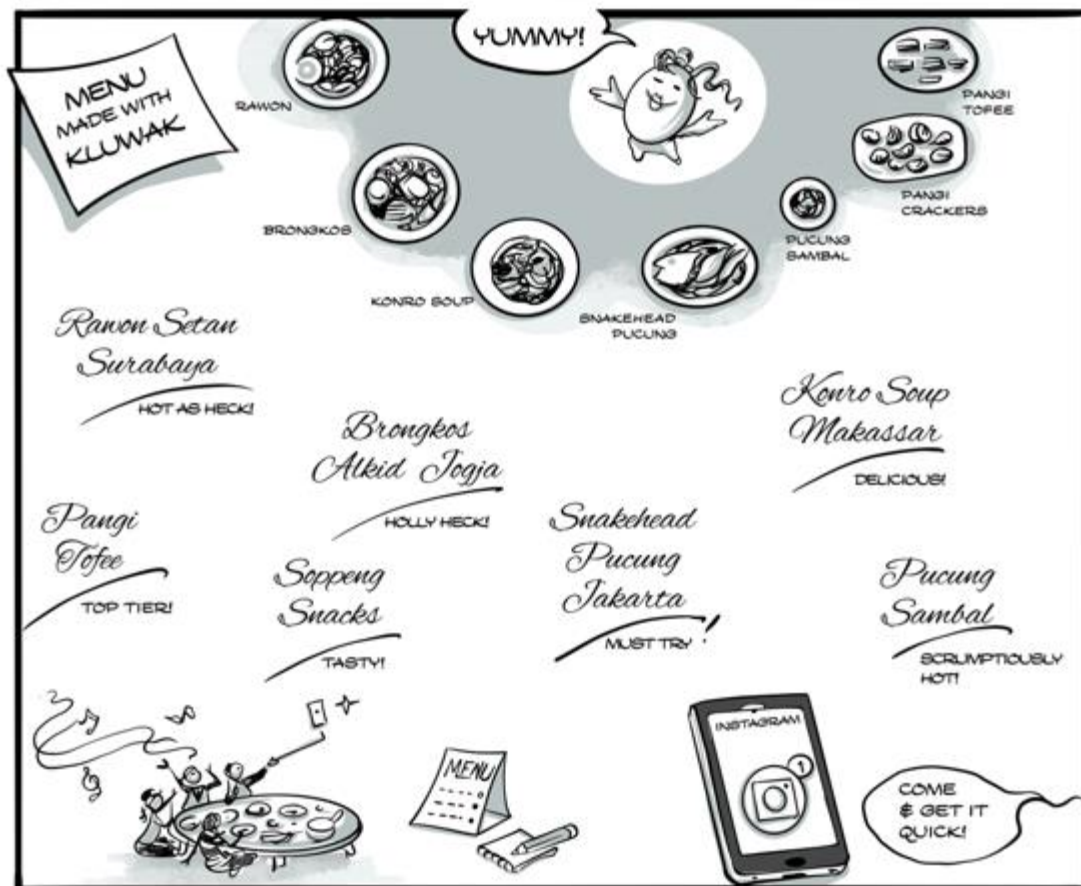 MENU
MADE WITH
KLUWAK
YUMMY!
RAWON
BRONGKOS
KONRO SOUP
SNAKEHEAD
PUCUNG
PUCUNG
SAMBAL
PANGI
CRACKERS
PANGI
TOFEE
Rawon Setan
Surabaya
HOT AS HECK!
Brongkos
Alkid Jogja
HOLLY HECK!
Konro Soup
Makassar
DELICIOUS!
Pangi
Tofee
TOP TIER!
Soppeng
Snacks
TASTY!
Snakehead
Pucung
Jakarta
MUST TRY!
Pucung
Sambal
SCRUMPTIOUSLY
HOT!
MENU
INSTAGRAM
1
COME
& GET IT
QUICK!